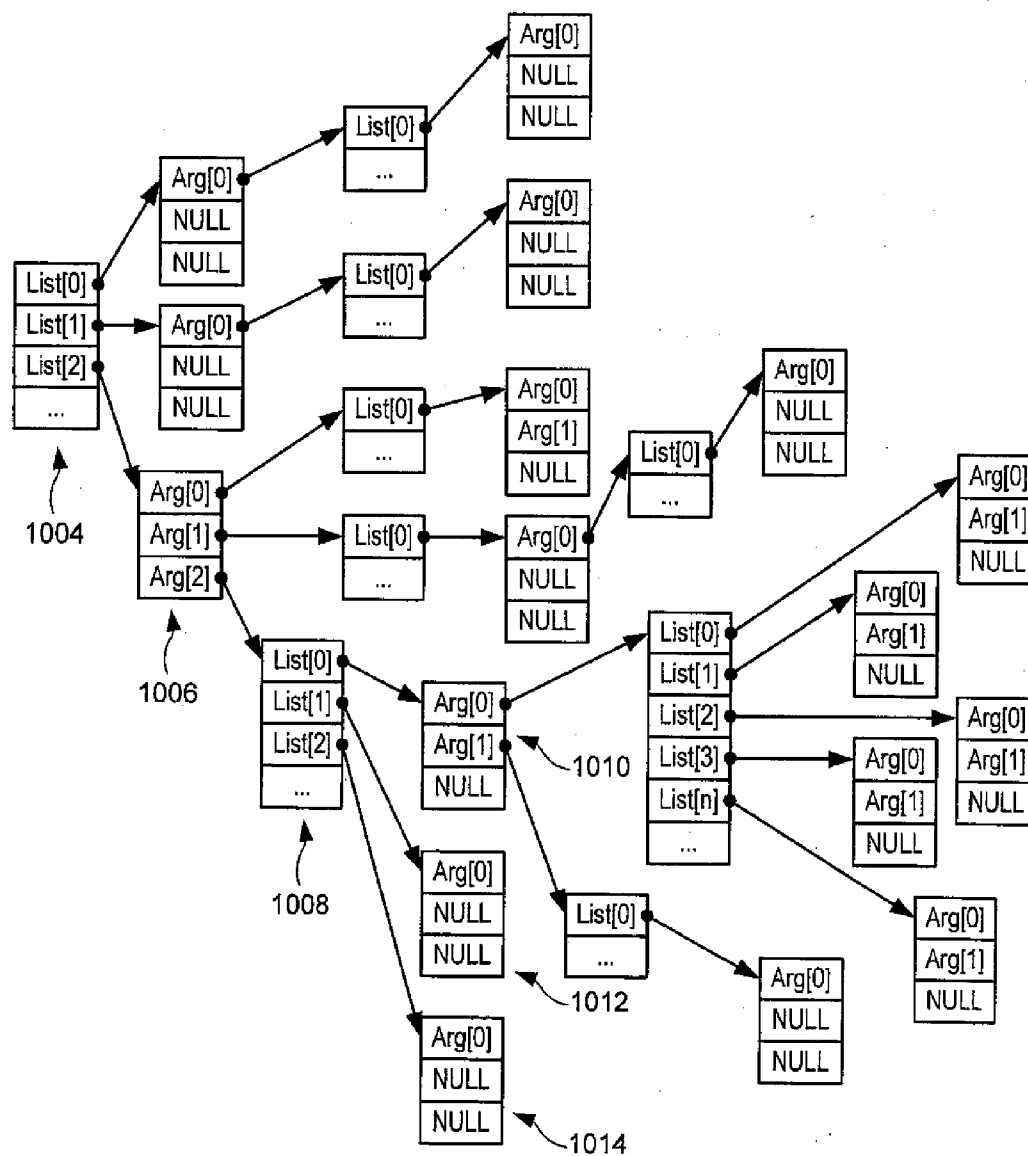 Arg[0]
NULL
NULL
List[0]
...
Arg[0]
NULL
NULL
Arg[0]
NULL
NULL
List[0]
...
List[0]
List[1]
List[2]
...
1004
Arg[0]
NULL
NULL
Arg[0]
Arg[1]
NULL
List[0]
...
Arg[0]
NULL
NULL
List[0]
...
Arg[0]
Arg[1]
Arg[2]
1006
List[0]
...
Arg[0]
NULL
NULL
Arg[0]
Arg[1]
NULL
Arg[0]
Arg[1]
NULL
List[0]
List[1]
List[2]
List[3]
List[n]
...
List[0]
List[1]
List[2]
...
1008
Arg[0]
Arg[1]
NULL
1010
Arg[0]
Arg[1]
NULL
Arg[0]
Arg[1]
NULL
Arg[0]
NULL
NULL
1012
List[0]
...
Arg[0]
Arg[1]
NULL
Arg[0]
NULL
NULL
Arg[0]
NULL
NULL
1014